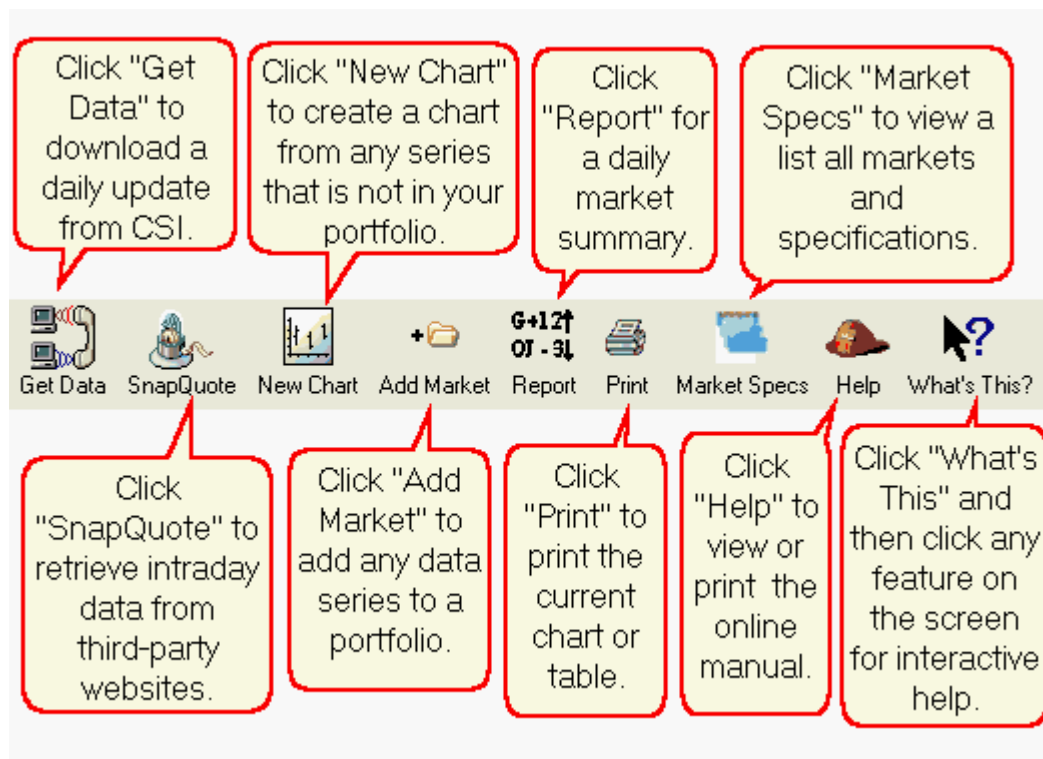 Click "Get
Data" to
download a
daily update
from CSI.
Click "New Chart"
to create a chart
from any series
that is not in your
portfolio.
Click
"Report" for
a daily
market
summary.
Click "Market
Specs" to view a
list all markets
and
specifications.
G+12↑
OJ - 3↓
Get Data SnapQuote New Chart Add Market Report Print Market Specs Help What's This?
Click
"SnapQuote" to
retrieve intraday
data from
third-party
websites.
Click "Add
Market" to
add any data
series to a
portfolio.
Click
"Print" to
print the
current
chart or
table.
Click
"Help" to
view or
print the
online
manual.
Click "What's
This" and
then click any
feature on
the screen
for interactive
help.